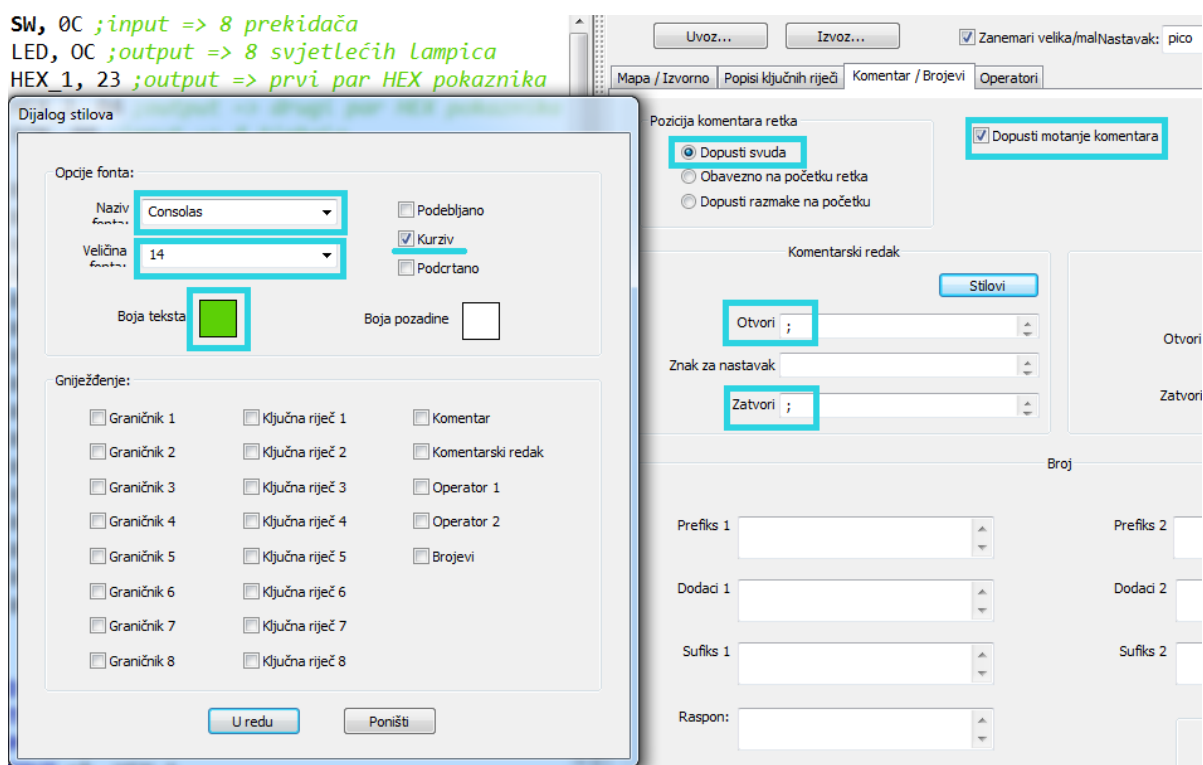 SW, 0C ;input => 8 prekidača
LED, OC ;output => 8 svjetlećih lampica
HEX_1, 23 ;output => prvi par HEX pokaznika
;output => drugi par HEX pokaznika
Dijalog stilova
Opcije fonta:
Naziv fonta:
Consolas
Podebljano
Kurziv
Veličina fonta:
14
Podcrtano
Boja teksta
Boja pozadine
Gniježđenje:
Graničnik 1
Ključna riječ 1
Komentar
Graničnik 2
Ključna riječ 2
Komentarski redak
Graničnik 3
Ključna riječ 3
Operator 1
Graničnik 4
Ključna riječ 4
Operator 2
Graničnik 5
Ključna riječ 5
Brojevi
Graničnik 6
Ključna riječ 6
Graničnik 7
Ključna riječ 7
Graničnik 8
Ključna riječ 8
U redu
Poništi
Uvoz...
Izvoz...
Zanemari velika/mal
Nastavak:
pico
Mapa / Izvorno
Popisi ključnih riječi
Komentar / Brojevi
Operatori
Pozicija komentara retka
Dopusti svuda
Obavezno na početku retka
Dopusti razmake na početku
Dopusti motanje komentara
Komentarski redak
Stilovi
Otvori ;
Znak za nastavak
Zatvori ;
Otvori
Zatvori
Broj
Prefiks 1
Prefiks 2
Dodaci 1
Dodaci 2
Sufiks 1
Sufiks 2
Raspon: